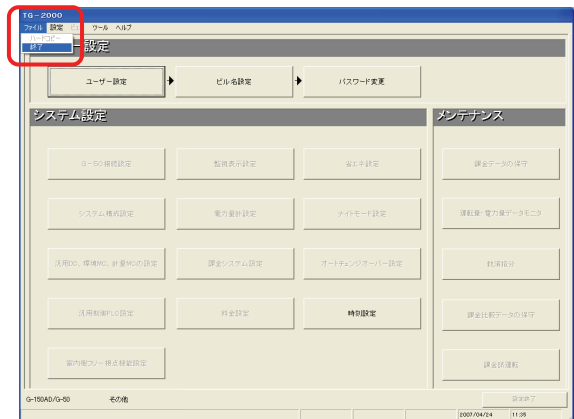 TG-2000
ファイル 設定 ツール ヘルプ
ハードコピー
終了
設定
ユーザー設定
ビル名設定
パスワード変更
システム設定
メンテナンス
G-50接続設定
監視表示設定
省エネ設定
課金データの保守
システム構成設定
電力量計設定
ナイトモード設定
運転量・電力量データモニタ
汎用DC、環境MC、計量MCの設定
課金システム設定
オートチェンジオーバー設定
汎用制御PLC設定
料金設定
時刻設定
課金比較データの保守
室内機フリー接点機能設定
課金試運転
G-150AD/G-50
その他
設定終了
2007/04/24
11:35